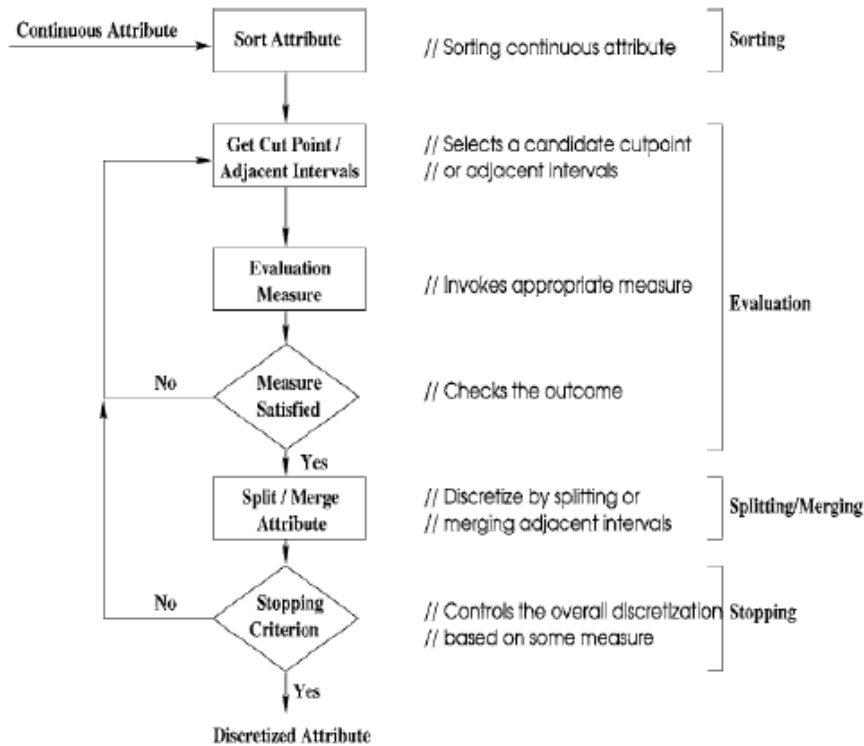 Continuous Attribute
Sort Attribute
// Sorting continuous attribute
Sorting
Get Cut Point /
Adjacent Intervals
// Selects a candidate cutpoint
// or adjacent intervals
Evaluation
Measure
// Invokes appropriate measure
Evaluation
No
Measure
Satisfied
// Checks the outcome
Yes
Split / Merge
Attribute
// Discretize by splitting or
// merging adjacent intervals
Splitting/Merging
No
Stopping
Criterion
// Controls the overall discretization
// based on some measure
Stopping
Yes
Discretized Attribute